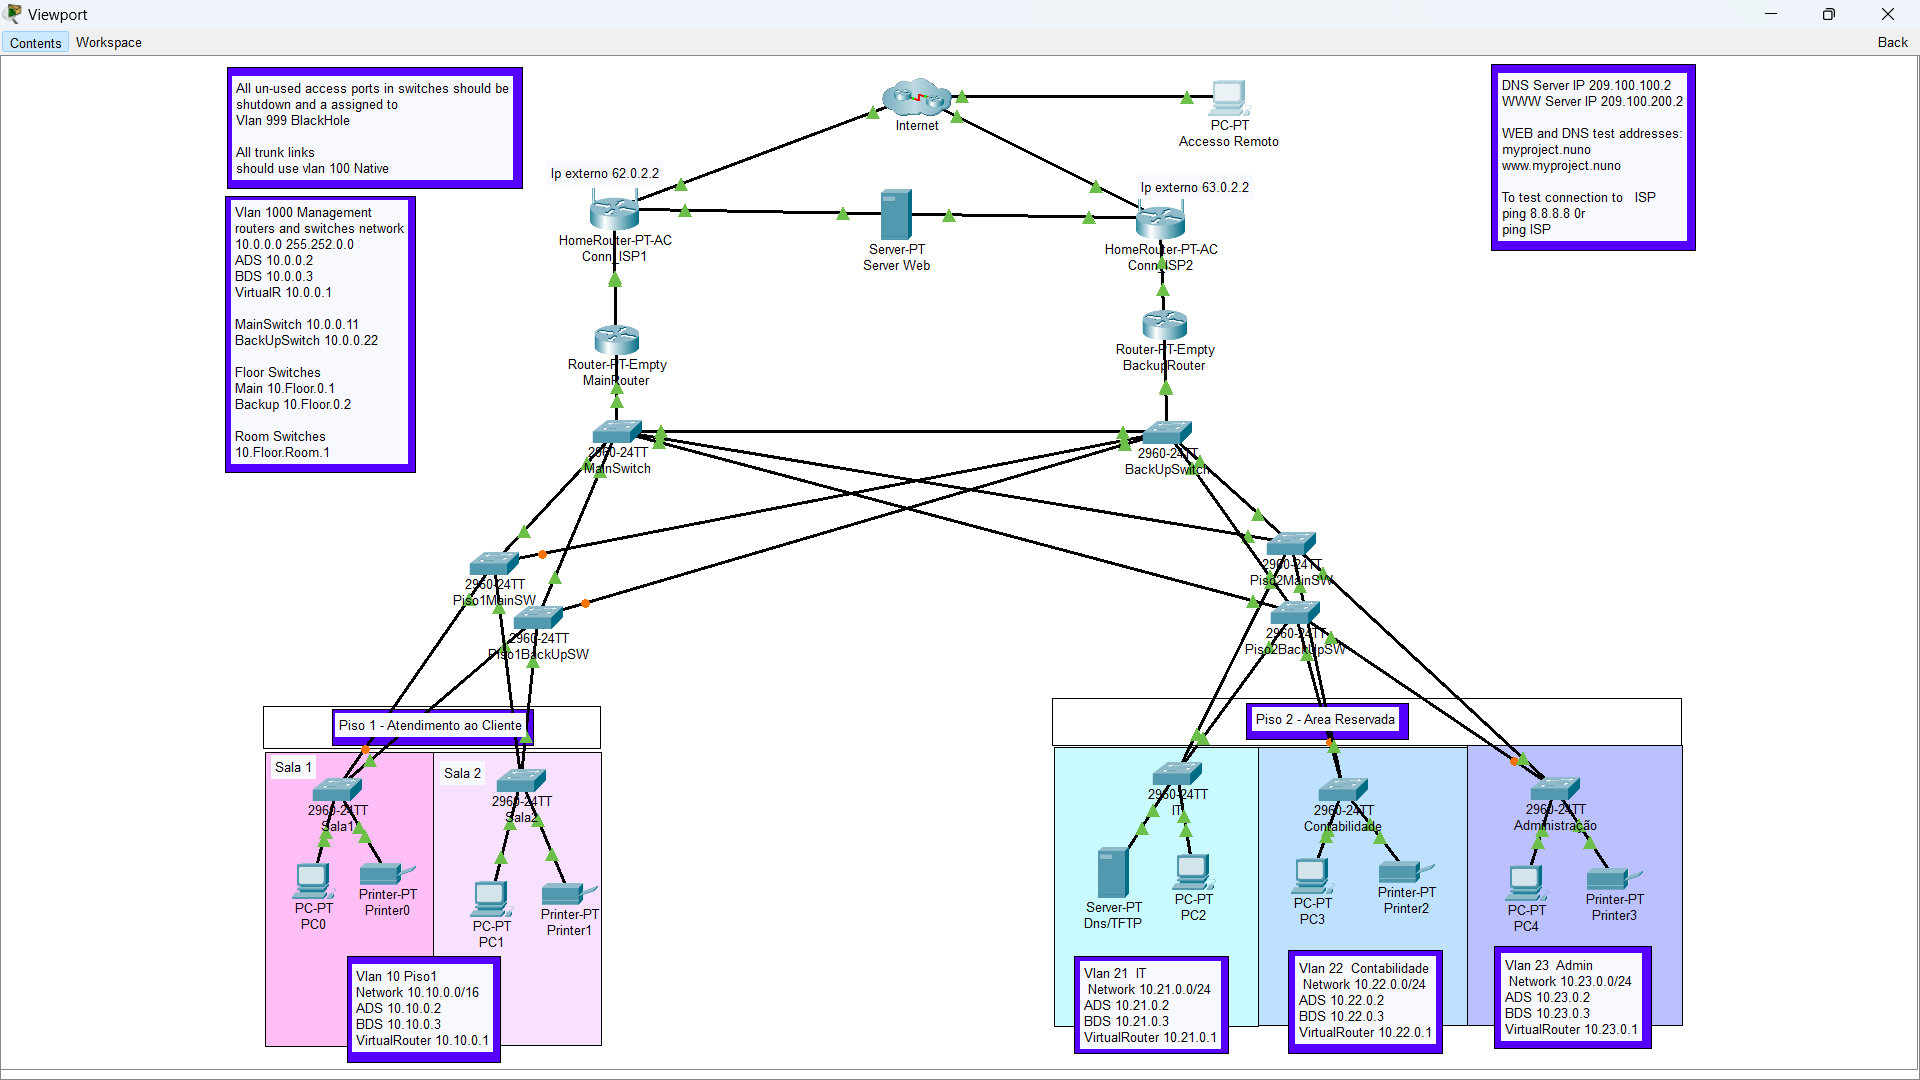 Viewport
Contents Workspace Back
All un-used access ports in switches should be
shutdown and a assigned to
Vlan 999 BlackHole
All trunk links
should use vlan 100 Native
Vlan 1000 Management
routers and switches network
10.0.0.0 255.252.0.0
ADS 10.0.0.2
BDS 10.0.0.3
VirtualR 10.0.0.1
MainSwitch 10.0.0.11
BackUpSwitch 10.0.0.22
Floor Switches
Main 10.Floor.0.1
Backup 10.Floor.0.2
Room Switches
10.Floor.Room.1
Internet
PC-PT
Accesso Remoto
DNS Server IP 209.100.100.2
WWW Server IP 209.100.200.2
WEB and DNS test addresses:
myproject.nuno
www.myproject.nuno
To test connection to ISP
ping 8.8.8.8 0r
ping ISP
Ip externo 62.0.2.2
HomeRouter-PT-AC
Conn_ISP1
Server-PT
Server Web
Ip externo 63.0.2.2
HomeRouter-PT-AC
Conn_ISP2
Router-PT-Empty
MainRouter
Router-PT-Empty
BackupRouter
2960-24TT
MainSwitch
2960-24TT
BackUpSwitch
2960-24TT
Piso1MainSW
2960-24TT
Piso1BackUpSW
2960-24TT
Piso2MainSW
2960-24TT
Piso2BackUpSW
Piso 1 - Atendimento ao Cliente
Sala 1
Sala 2
2960-24TT
Sala1
2960-24TT
Sala2
PC-PT
PC0
Printer-PT
Printer0
PC-PT
PC1
Printer-PT
Printer1
Vlan 10 Piso1
Network 10.10.0.0/16
ADS 10.10.0.2
BDS 10.10.0.3
VirtualRouter 10.10.0.1
Piso 2 - Area Reservada
2960-24TT
IT
2960-24TT
Contabilidade
2960-24TT
Administração
Server-PT
Dns/TFTP
PC-PT
PC2
PC-PT
PC3
Printer-PT
Printer2
PC-PT
PC4
Printer-PT
Printer3
Vlan 21 IT
Network 10.21.0.0/24
ADS 10.21.0.2
BDS 10.21.0.3
VirtualRouter 10.21.0.1
Vlan 22 Contabilidade
Network 10.22.0.0/24
ADS 10.22.0.2
BDS 10.22.0.3
VirtualRouter 10.22.0.1
Vlan 23 Admin
Network 10.23.0.0/24
ADS 10.23.0.2
BDS 10.23.0.3
VirtualRouter 10.23.0.1